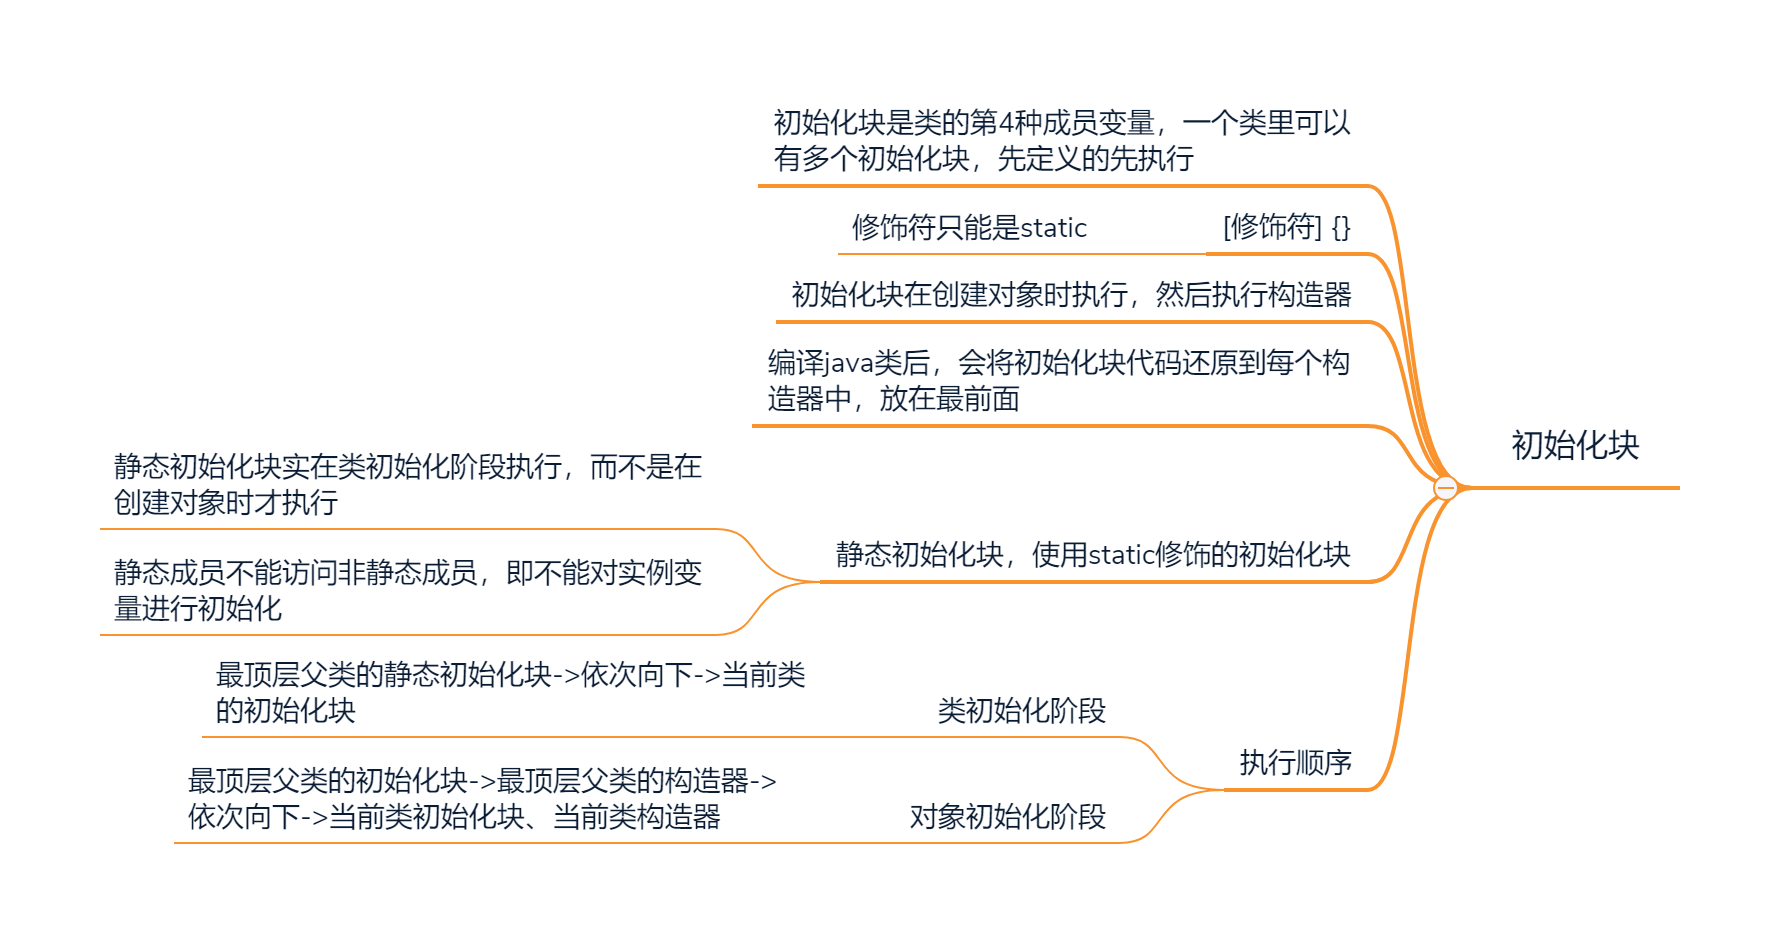 初始化块是类的第4种成员变量，一个类里可以
有多个初始化块，先定义的先执行
修饰符只能是static
[修饰符] {}
初始化块在创建对象时执行，然后执行构造器
编译java类后，会将初始化块代码还原到每个构
造器中，放在最前面
初始化块
静态初始化块实在类初始化阶段执行，而不是在
创建对象时才执行
静态初始化块，使用static修饰的初始化块
静态成员不能访问非静态成员，即不能对实例变
量进行初始化
最顶层父类的静态初始化块->依次向下->当前类
的初始化块
类初始化阶段
执行顺序
最顶层父类的初始化块->最顶层父类的构造器->
依次向下->当前类初始化块、当前类构造器
对象初始化阶段